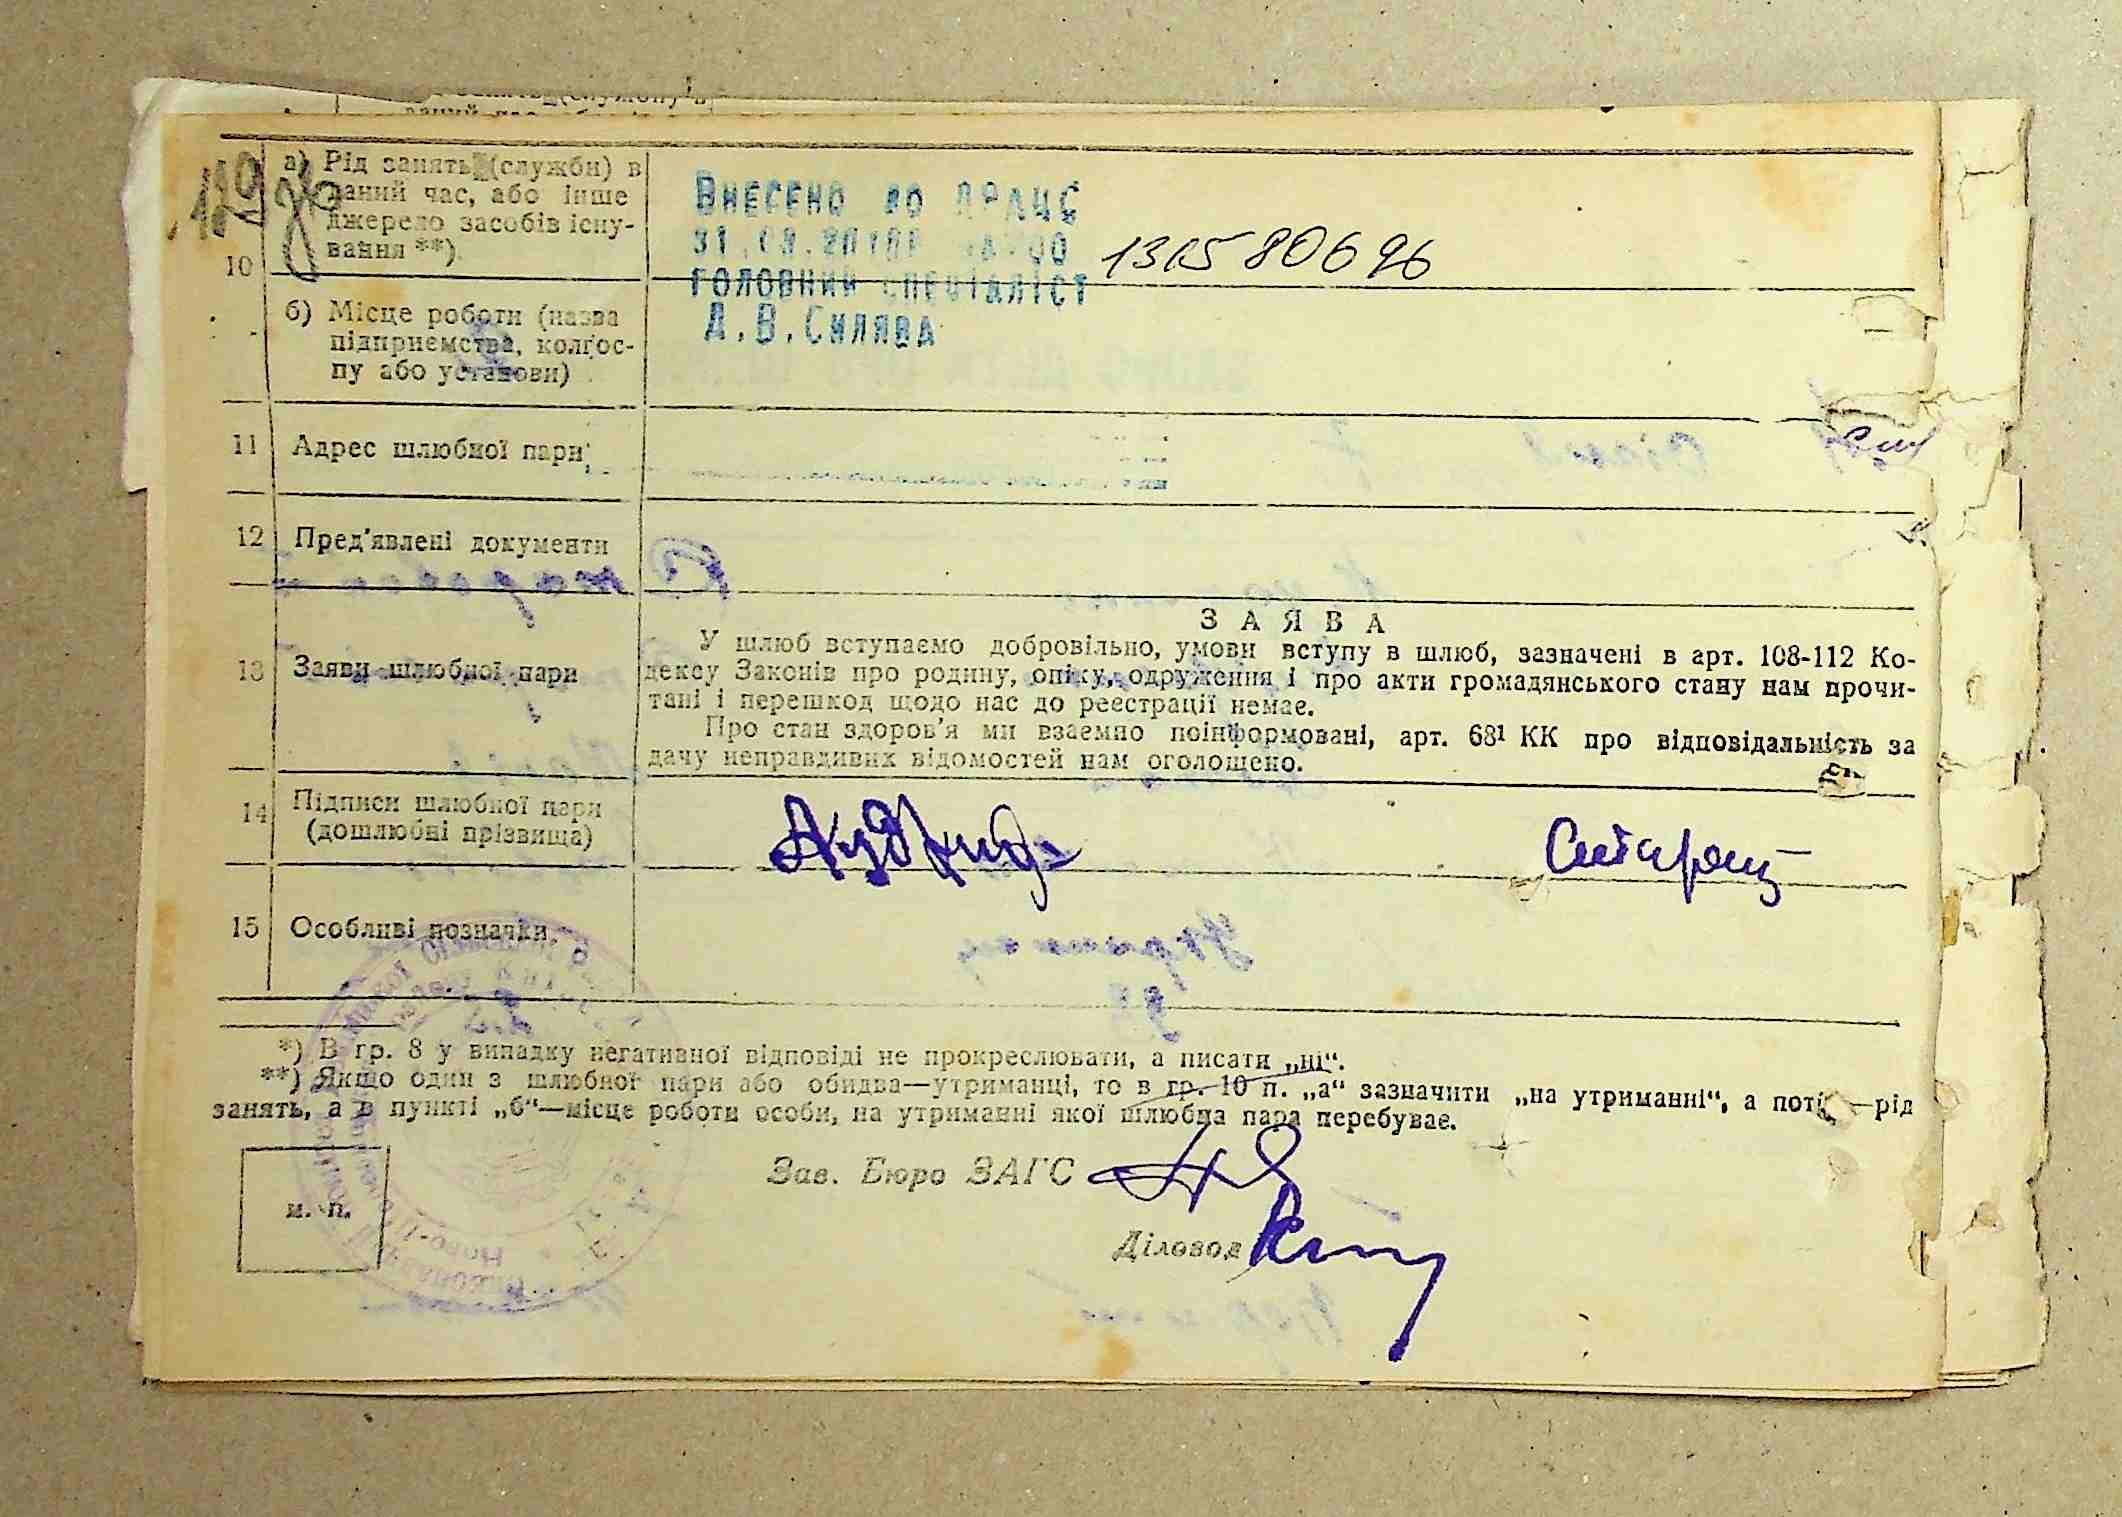 а) Рід занять (служби) в
даний час, або інше
джерело засобів існу-
вання **)
10
ВНЕСЕНО ДО ДРАЦС
ГОЛОВНИЙ СПЕЦІАЛІСТ
Д.В.СИЛЯВА
131580696
б) Місце роботи (назва
підприємства, колгос-
пу або установи)
11 Адрес шлюбної пари
12 Пред'явлені документи
13 Заяви шлюбної пари
ЗАЯВА
У шлюб вступаємо добровільно, умови вступу в шлюб, зазначені в арт. 108-112 Ко-
дексу Законів про родину, опіку, одруження і про акти громадянського стану нам прочи-
тані і перешкод щодо нас до реєстрації немає.
Про стан здоров'я ми взаємно поінформовані, арт. 68¹ КК про відповідальність за
дачу неправдивих відомостей нам оголошено.
14 Підписи шлюбної пари
(дошлюбні прізвища)
15 Особливі позначки
*) В гр. 8 у випадку негативної відповіді не прокреслювати, а писати „ні“.
**) Якщо один з шлюбної пари або обидва—утриманці, то в гр. 10 п. „а“ зазначити „на утриманні“, а потім—рід
занять, а в пункті „б“—місце роботи особи, на утриманні якої шлюбна пара перебуває.
Зав. Бюро ЗАГС
м. п.
Діловод